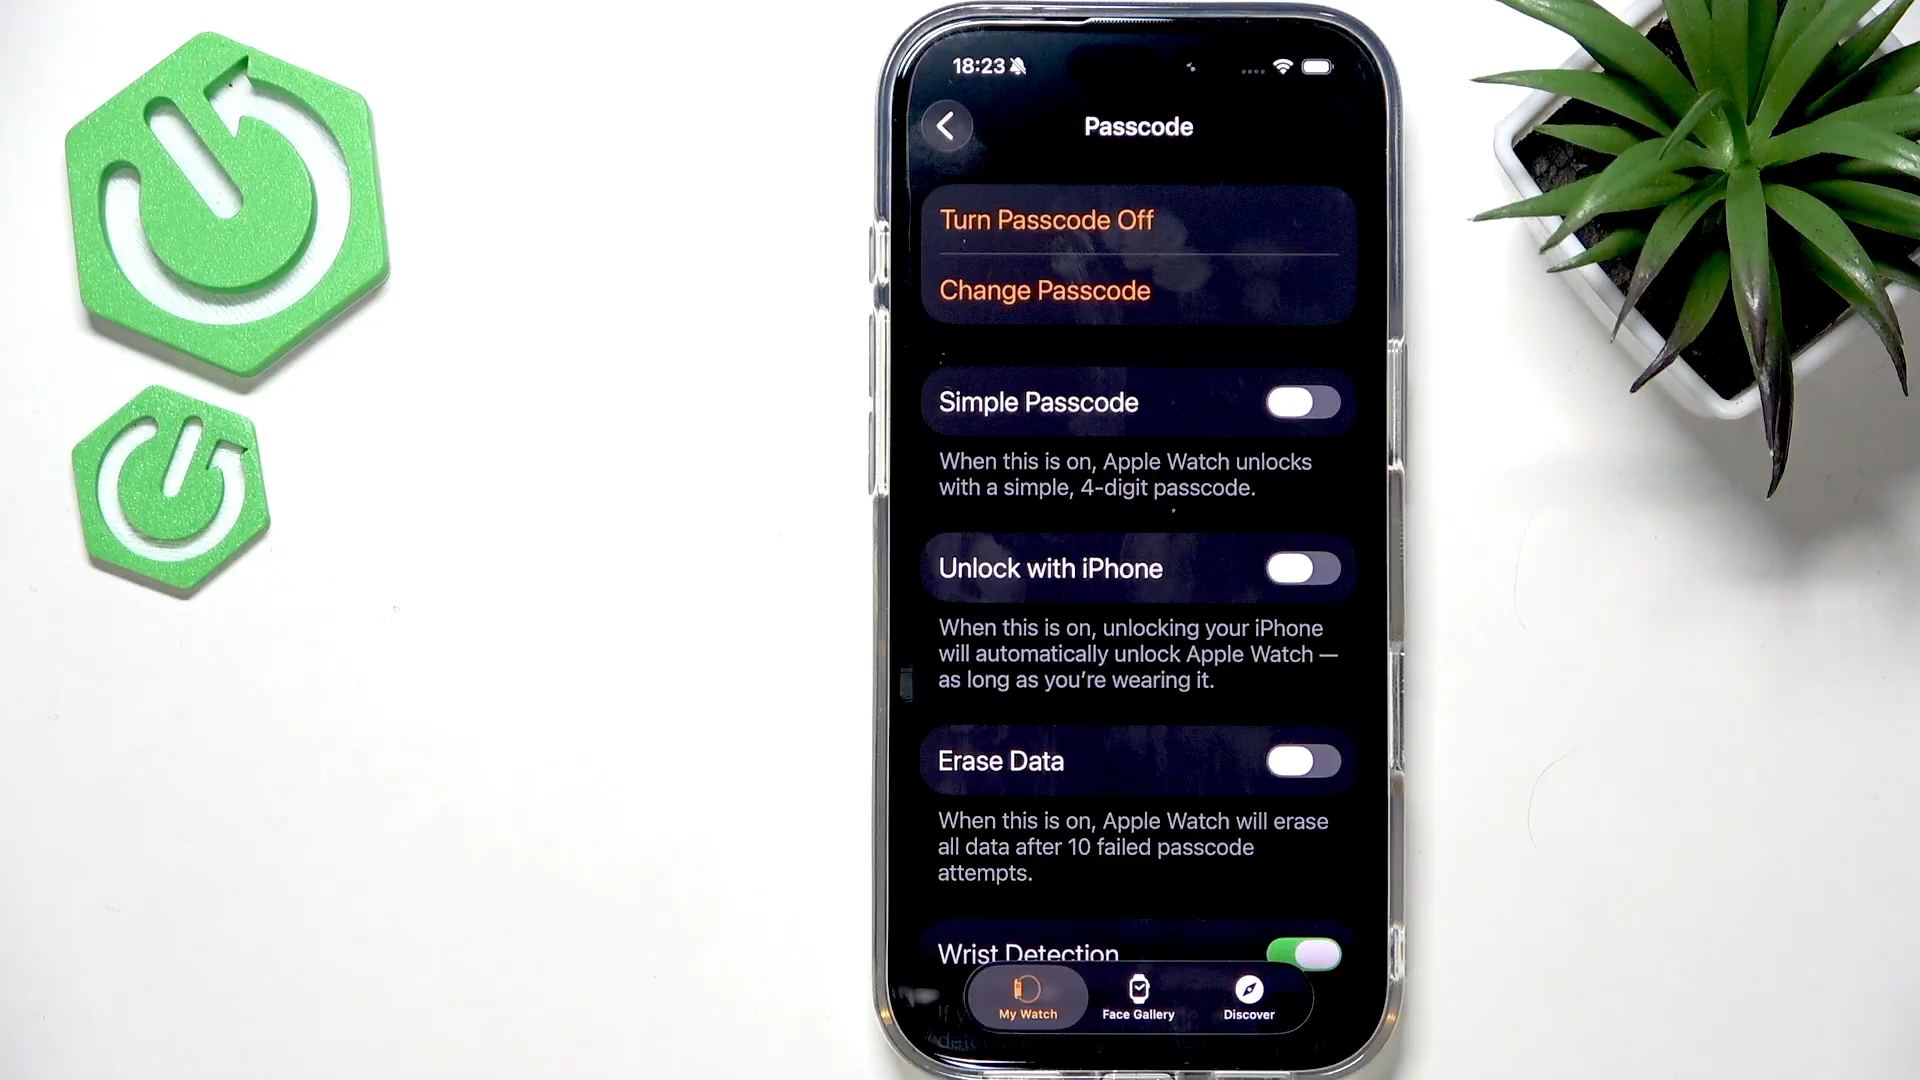 18:23
Passcode
Turn Passcode Off
Change Passcode
Simple Passcode
When this is on, Apple Watch unlocks
with a simple, 4-digit passcode.
Unlock with iPhone
When this is on, unlocking your iPhone
will automatically unlock Apple Watch —
as long as you're wearing it.
Erase Data
When this is on, Apple Watch will erase
all data after 10 failed passcode
attempts.
Wrist Detection
My Watch
Face Gallery
Discover